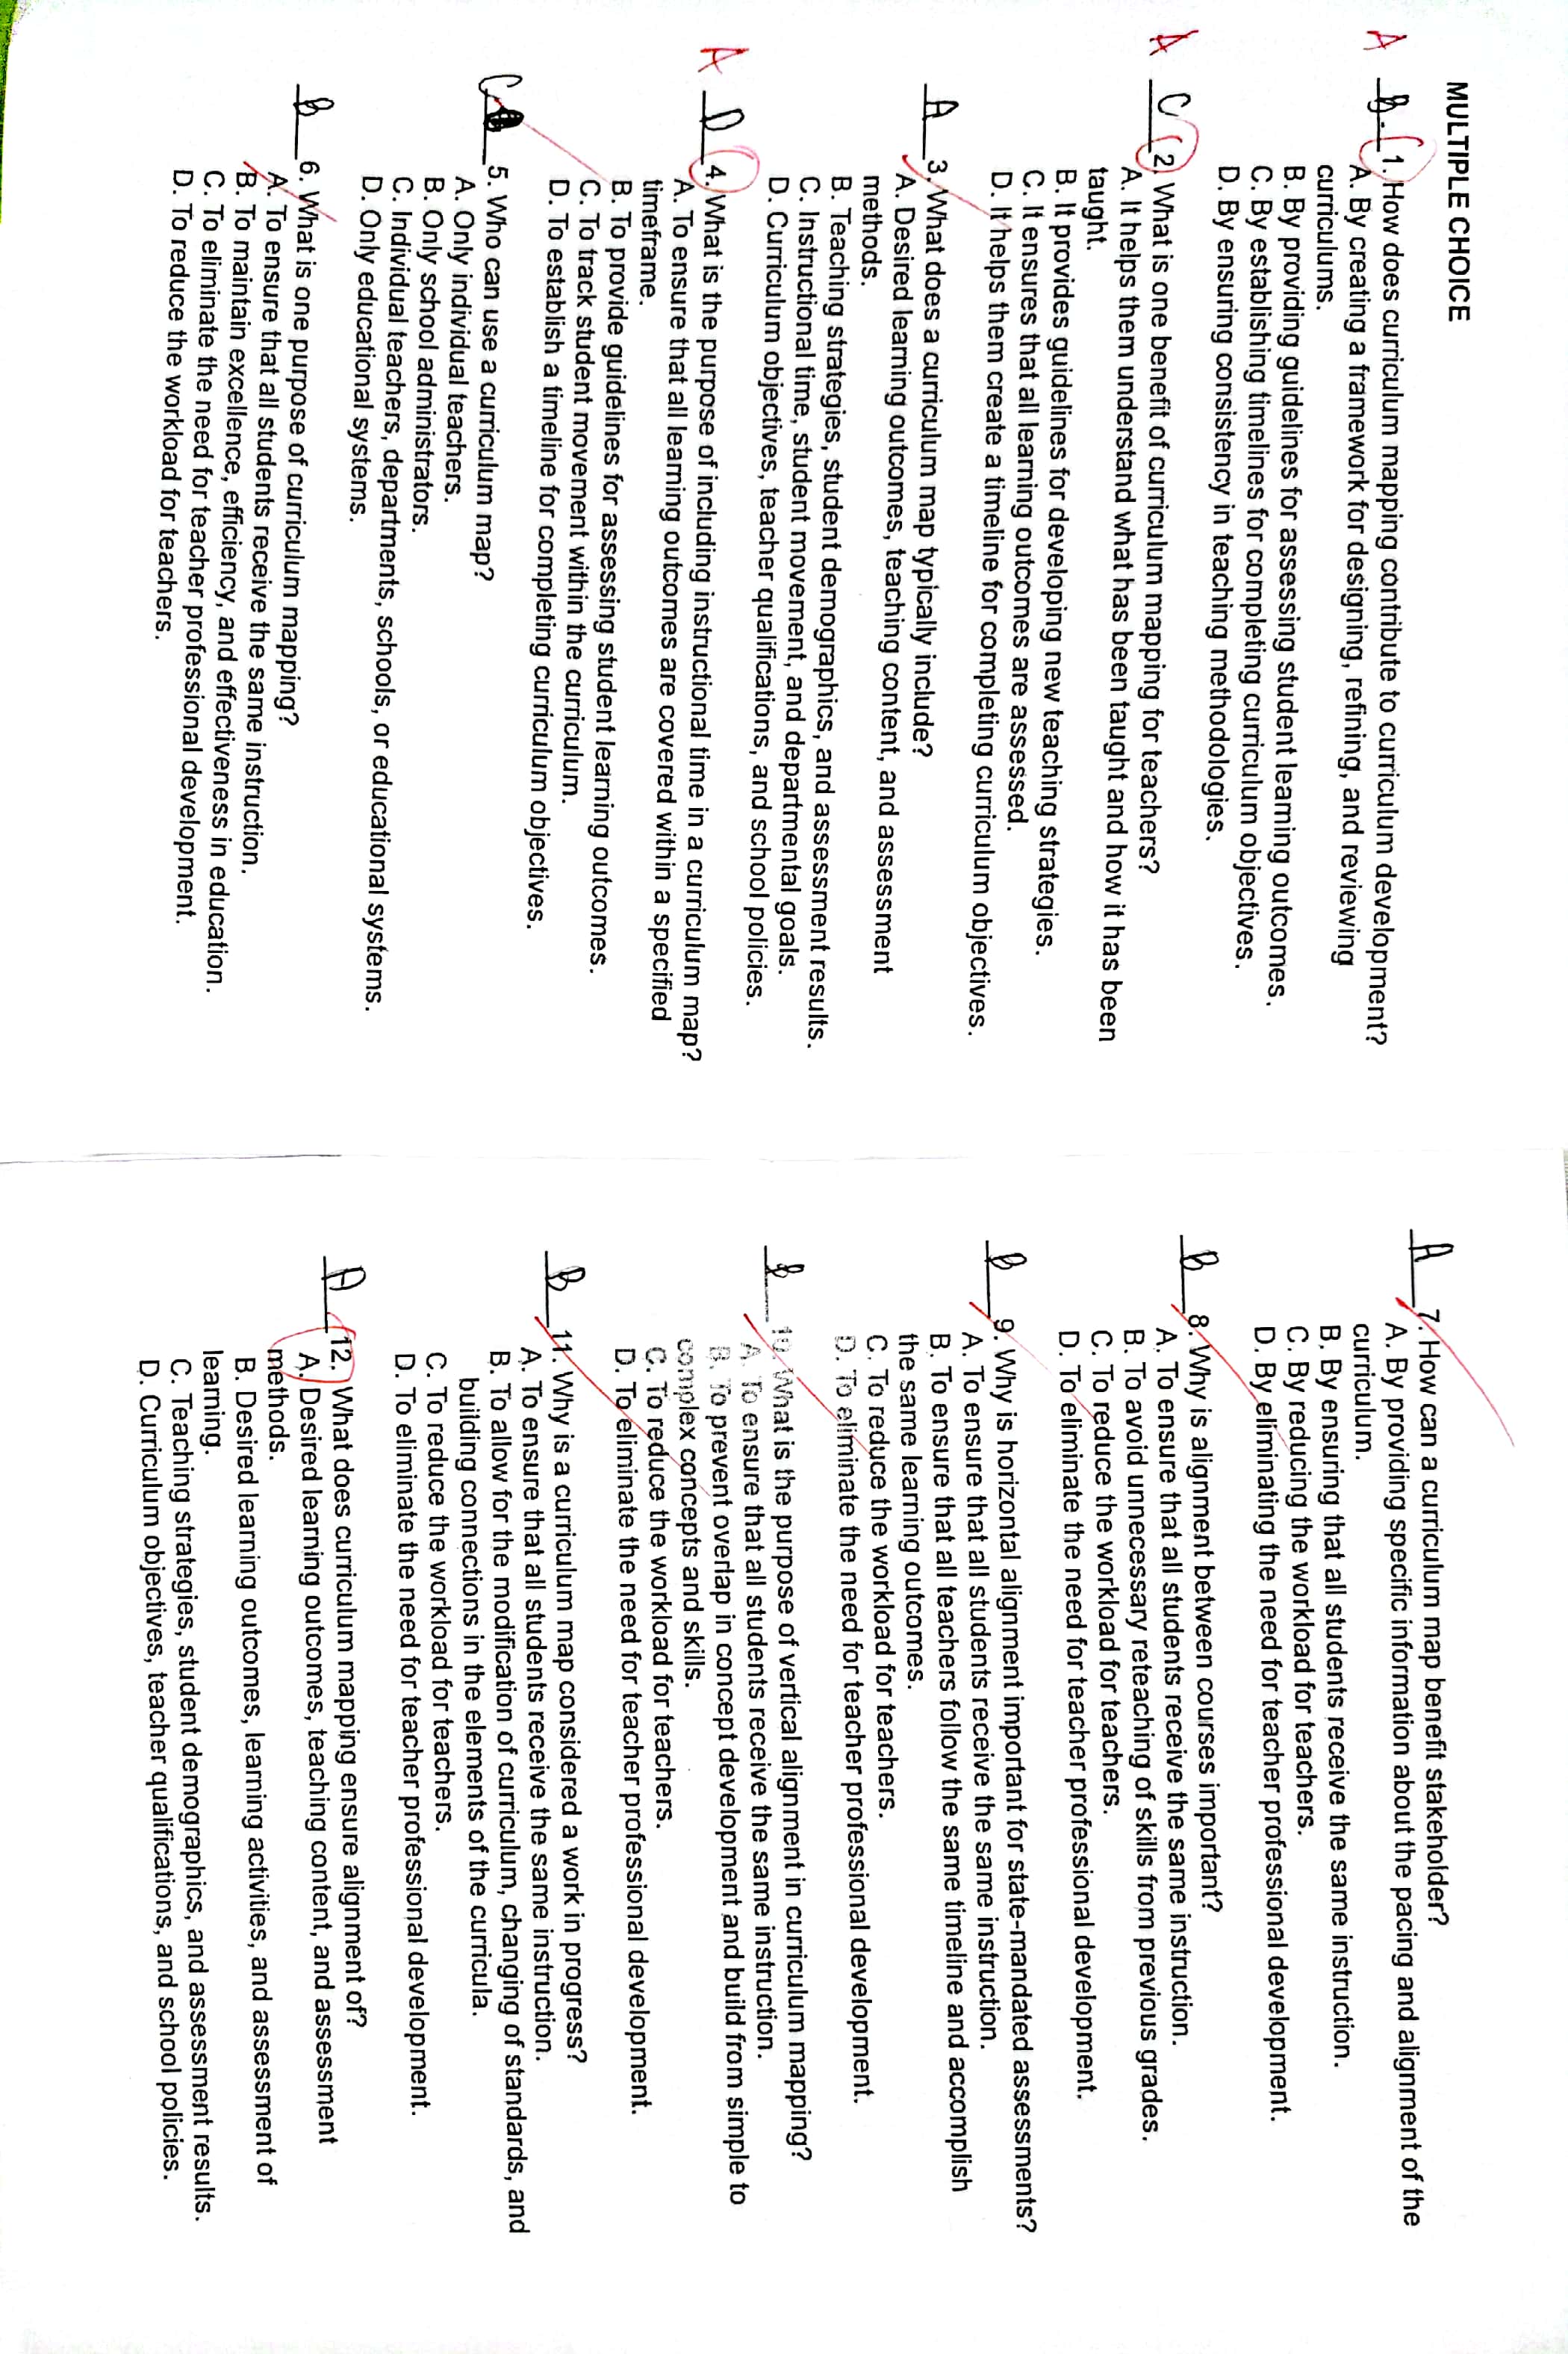 MULTIPLE CHOICE
A B. 1. How does curriculum mapping contribute to curriculum development?
A. By creating a framework for designing, refining, and reviewing
curriculums.
B. By providing guidelines for assessing student learning outcomes.
C. By establishing timelines for completing curriculum objectives.
D. By ensuring consistency in teaching methodologies.
A C 2. What is one benefit of curriculum mapping for teachers?
A. It helps them understand what has been taught and how it has been
taught.
B. It provides guidelines for developing new teaching strategies.
C. It ensures that all learning outcomes are assessed.
D. It helps them create a timeline for completing curriculum objectives.
A 3. What does a curriculum map typically include?
A. Desired learning outcomes, teaching content, and assessment
methods.
B. Teaching strategies, student demographics, and assessment results.
C. Instructional time, student movement, and departmental goals.
D. Curriculum objectives, teacher qualifications, and school policies.
A D 4. What is the purpose of including instructional time in a curriculum map?
A. To ensure that all learning outcomes are covered within a specified
timeframe.
B. To provide guidelines for assessing student learning outcomes.
C. To track student movement within the curriculum.
D. To establish a timeline for completing curriculum objectives.
C 5. Who can use a curriculum map?
A. Only individual teachers.
B. Only school administrators.
C. Individual teachers, departments, schools, or educational systems.
D. Only educational systems.
B 6. What is one purpose of curriculum mapping?
A. To ensure that all students receive the same instruction.
B. To maintain excellence, efficiency, and effectiveness in education.
C. To eliminate the need for teacher professional development.
D. To reduce the workload for teachers.
A 7. How can a curriculum map benefit stakeholder?
A. By providing specific information about the pacing and alignment of the
curriculum.
B. By ensuring that all students receive the same instruction.
C. By reducing the workload for teachers.
D. By eliminating the need for teacher professional development.
B 8. Why is alignment between courses important?
A. To ensure that all students receive the same instruction.
B. To avoid unnecessary reteaching of skills from previous grades.
C. To reduce the workload for teachers.
D. To eliminate the need for teacher professional development.
B 9. Why is horizontal alignment important for state-mandated assessments?
A. To ensure that all students receive the same instruction.
B. To ensure that all teachers follow the same timeline and accomplish
the same learning outcomes.
C. To reduce the workload for teachers.
D. To eliminate the need for teacher professional development.
B 10. What is the purpose of vertical alignment in curriculum mapping?
A. To ensure that all students receive the same instruction.
B. To prevent overlap in concept development and build from simple to
complex concepts and skills.
C. To reduce the workload for teachers.
D. To eliminate the need for teacher professional development.
B 11. Why is a curriculum map considered a work in progress?
A. To ensure that all students receive the same instruction.
B. To allow for the modification of curriculum, changing of standards, and
building connections in the elements of the curricula.
C. To reduce the workload for teachers.
D. To eliminate the need for teacher professional development.
D 12. What does curriculum mapping ensure alignment of?
A. Desired learning outcomes, teaching content, and assessment
methods.
B. Desired learning outcomes, learning activities, and assessment of
learning.
C. Teaching strategies, student demographics, and assessment results.
D. Curriculum objectives, teacher qualifications, and school policies.